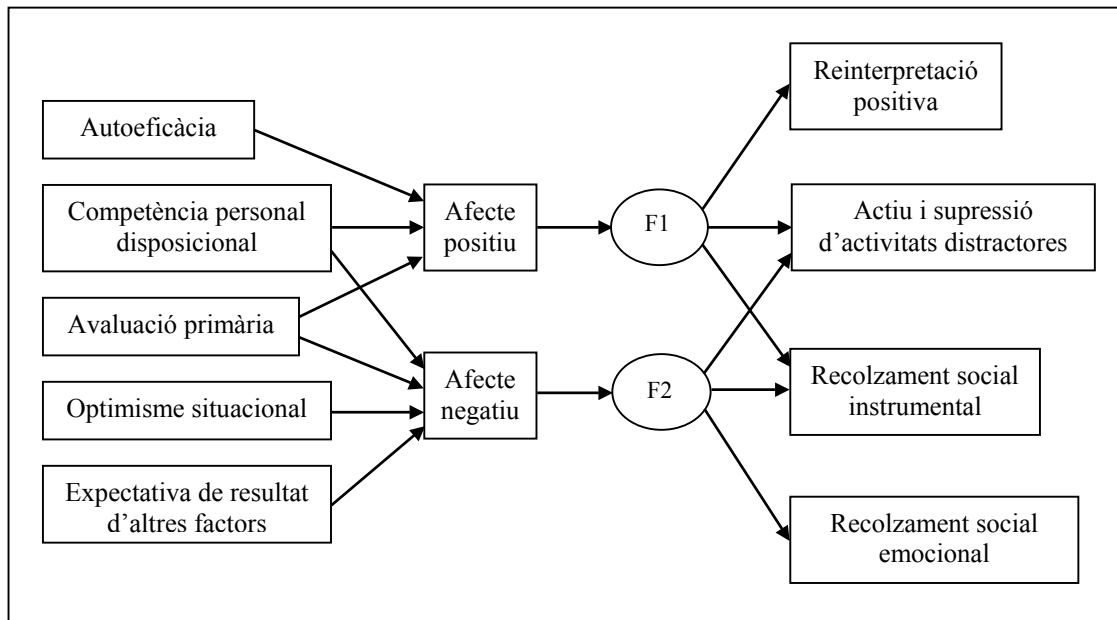 Autoeficàcia
Competència personal
disposicional
Avaluació primària
Optimisme situacional
Expectativa de resultat
d’altres factors
Afecte
positiu
Afecte
negatiu
F1
F2
Reinterpretació
positiva
Actiu i supressió
d’activitats distractores
Recolzament social
instrumental
Recolzament social
emocional